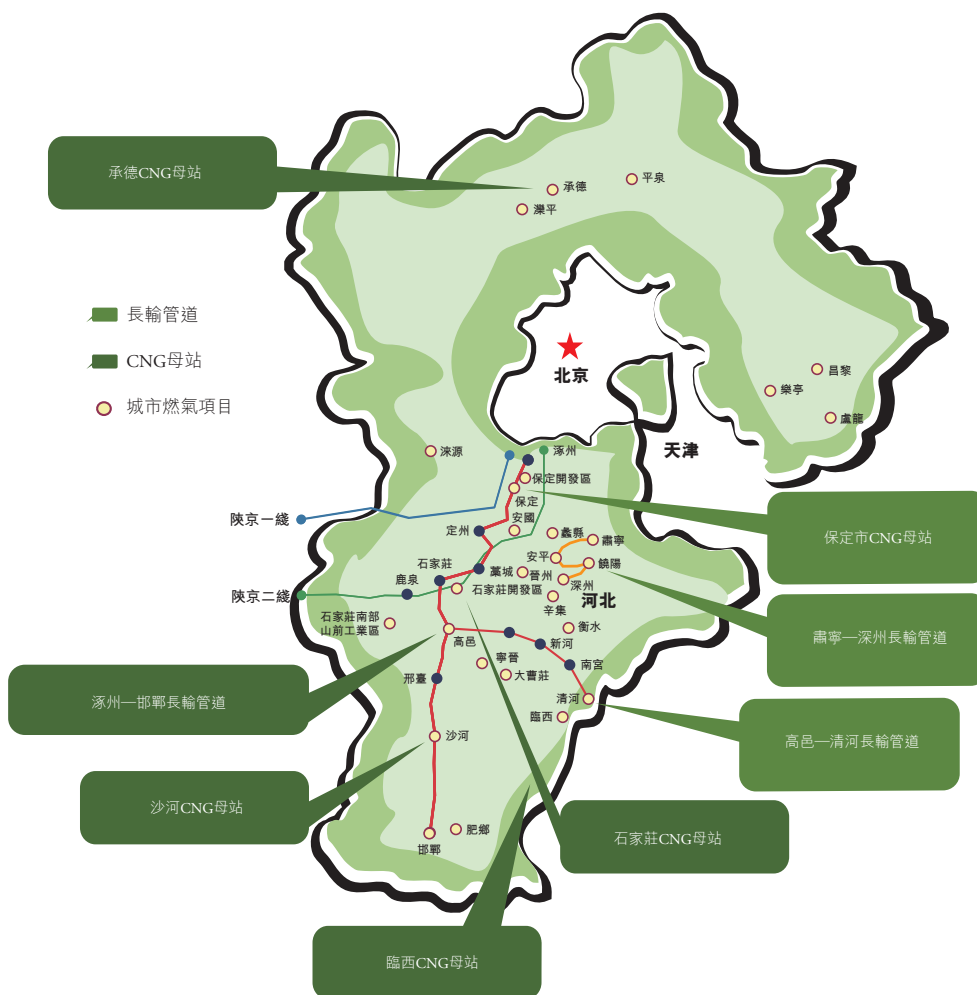 承德CNG母站
平泉
承德
灤平
長輸管道
CNG母站
城市燃氣項目
北京
昌黎
樂亭
盧龍
天津
淶源
涿州
保定開發區
保定
陝京一綫
安國
定州
蠡縣
肅寧
保定市CNG母站
安平
饒陽
石家莊
藁城
晉州
深州
鹿泉
石家莊開發區
陝京二綫
河北
辛集
石家莊南部
山前工業區
衡水
高邑
新河
肅寧—深州長輸管道
寧晉
南宮
大曹莊
邢臺
清河
涿州—邯鄲長輸管道
臨西
沙河
高邑—清河長輸管道
沙河CNG母站
肥鄉
邯鄲
石家莊CNG母站
臨西CNG母站